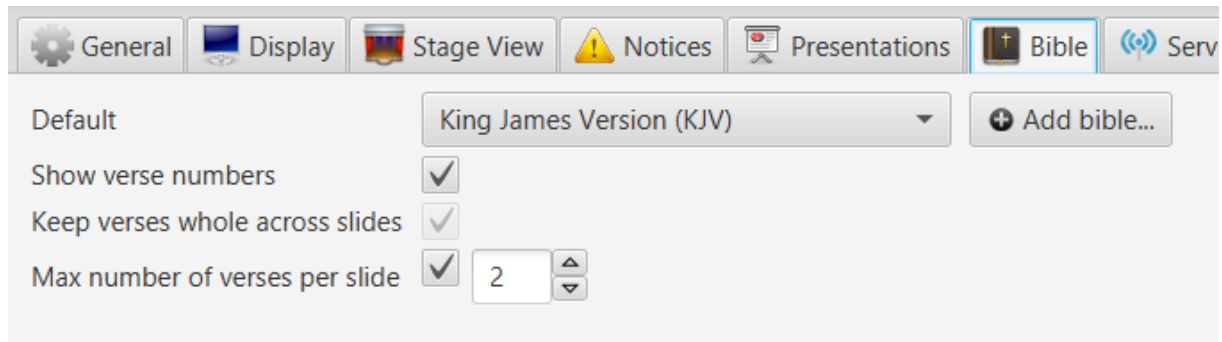 General Display Stage View Notices Presentations Bible Serv
Default King James Version (KJV) Add bible...
Show verse numbers
Keep verses whole across slides
Max number of verses per slide 2